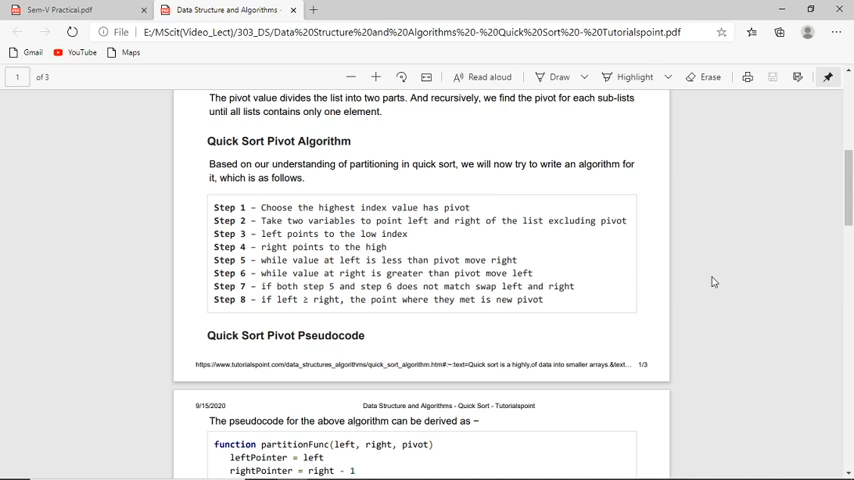 Sem-V Practical.pdf
Data Structure and Algorithms -
File
E:/MScit(Video_Lect)/303_DS/Data%20Structure%20and%20Algorithms%20-%20Quick%20Sort%20-%20Tutorialspoint.pdf
Gmail
YouTube
Maps
1
of 3
Read aloud
Draw
Highlight
Erase
The pivot value divides the list into two parts. And recursively, we find the pivot for each sub-lists
until all lists contains only one element.
Quick Sort Pivot Algorithm
Based on our understanding of partitioning in quick sort, we will now try to write an algorithm for
it, which is as follows.
Step 1 − Choose the highest index value has pivot
Step 2 − Take two variables to point left and right of the list excluding pivot
Step 3 − left points to the low index
Step 4 − right points to the high
Step 5 − while value at left is less than pivot move right
Step 6 − while value at right is greater than pivot move left
Step 7 − if both step 5 and step 6 does not match swap left and right
Step 8 − if left ≥ right, the point where they met is new pivot
Quick Sort Pivot Pseudocode
https://www.tutorialspoint.com/data_structures_algorithms/quick_sort_algorithm.htm#:~:text=Quick sort is a highly,of data into smaller arrays.&text… 1/3
9/15/2020 Data Structure and Algorithms - Quick Sort - Tutorialspoint
The pseudocode for the above algorithm can be derived as −
function partitionFunc(left, right, pivot)
leftPointer = left
rightPointer = right - 1